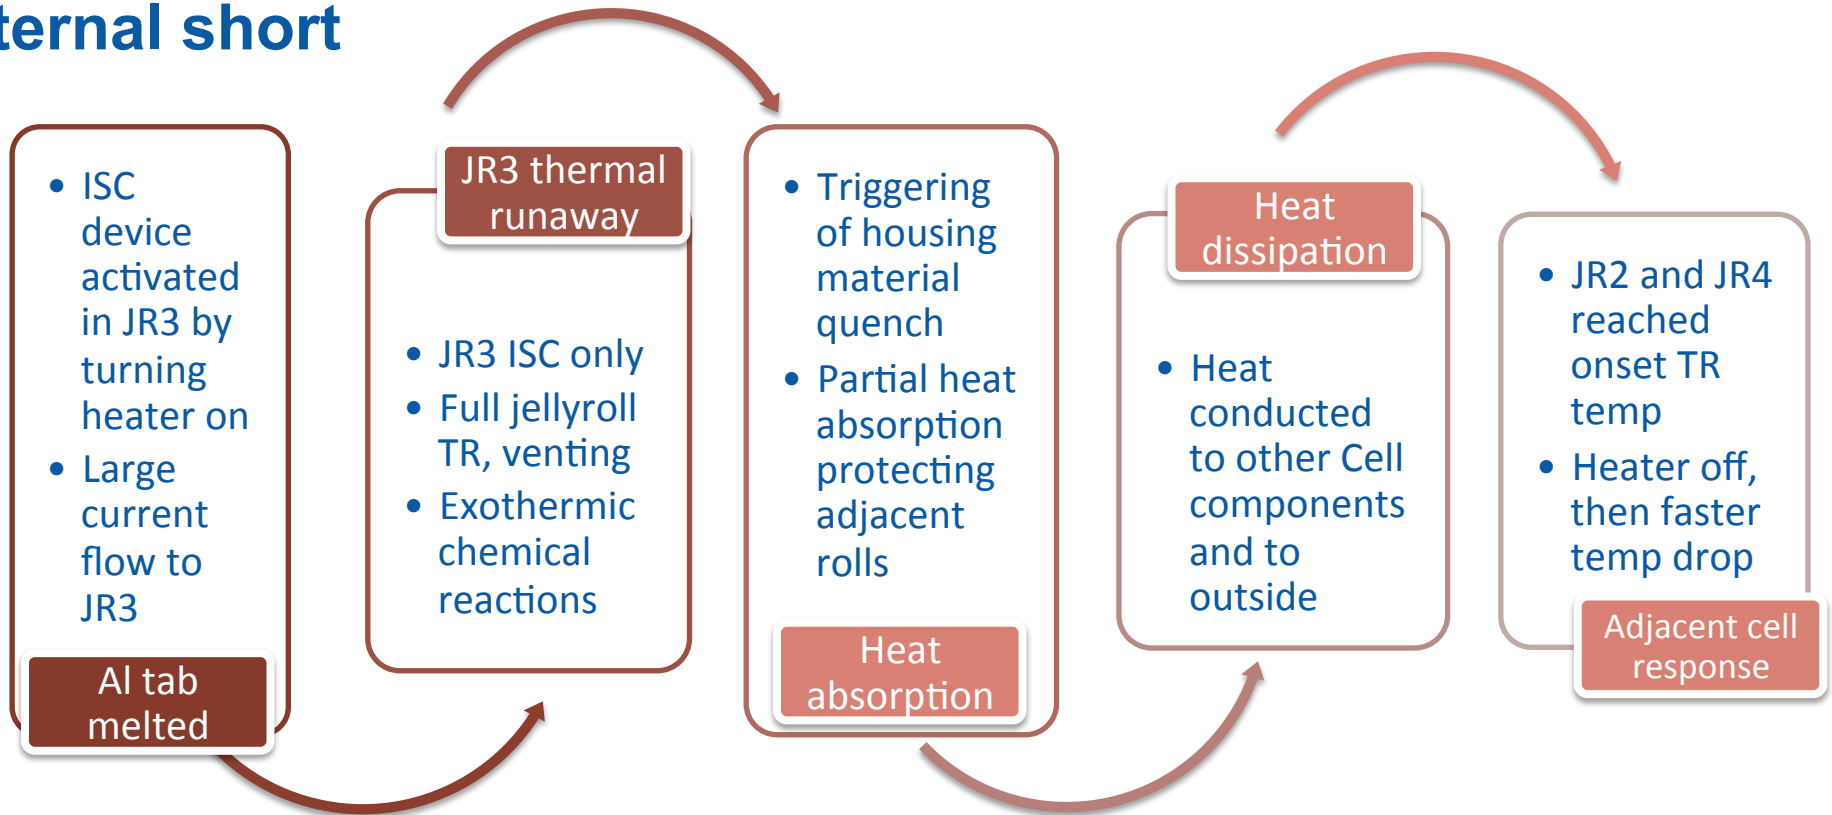 ternal short
• ISC
device
activated
in JR3 by
turning
heater on
• Large
current
flow to
JR3
Al tab
melted
JR3 thermal
runaway
• JR3 ISC only
• Full jellyroll
TR, venting
• Exothermic
chemical
reactions
• Triggering
of housing
material
quench
• Partial heat
absorption
protecting
adjacent
rolls
Heat
absorption
Heat
dissipation
• Heat
conducted
to other Cell
components
and to
outside
• JR2 and JR4
reached
onset TR
temp
• Heater off,
then faster
temp drop
Adjacent cell
response